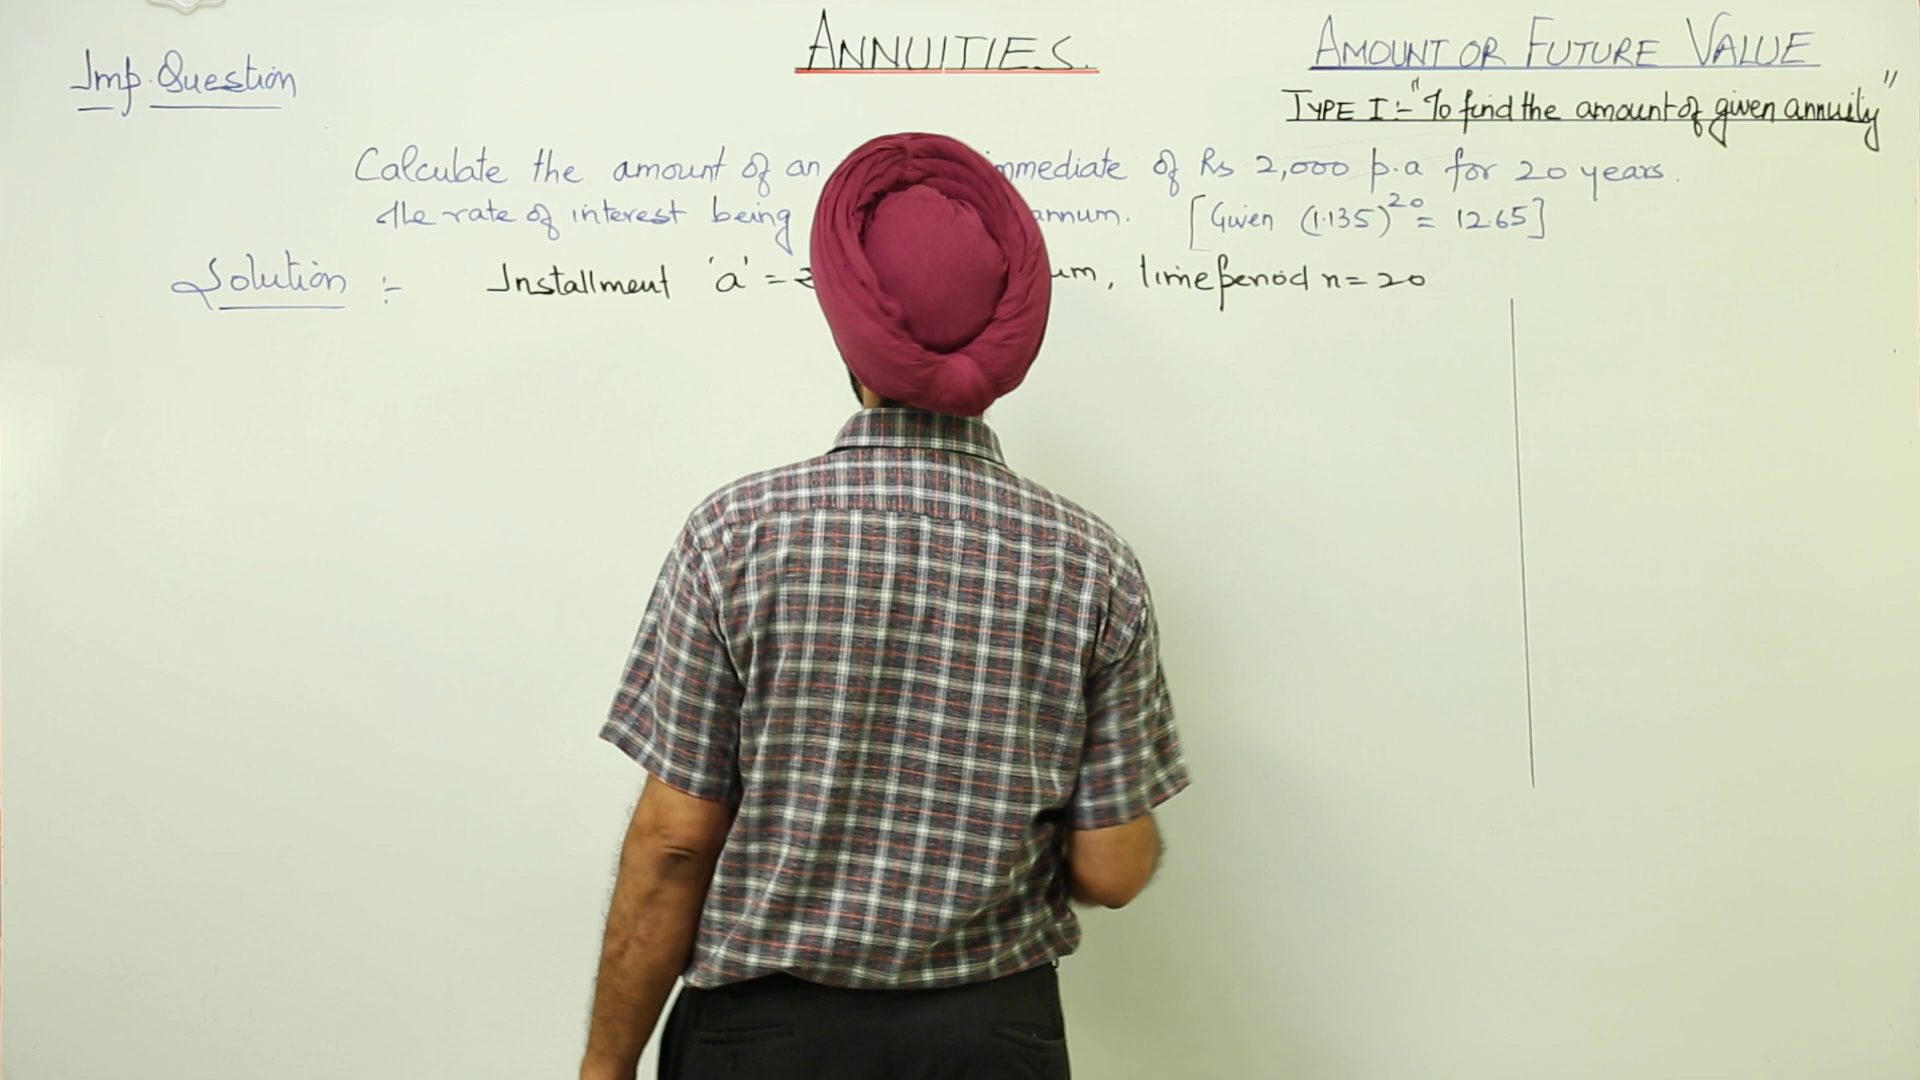 Imp. Question
ANNUITIES.
AMOUNT OR FUTURE VALUE
TYPE I :- "To find the amount of given annuity"
Calculate the amount of an mmediate of Rs 2,000 p.a for 20 years.
The rate of interest being annum. [Given (1.135)^20 = 12.65]
Solution :- Installment 'a' = um, time period n = 20